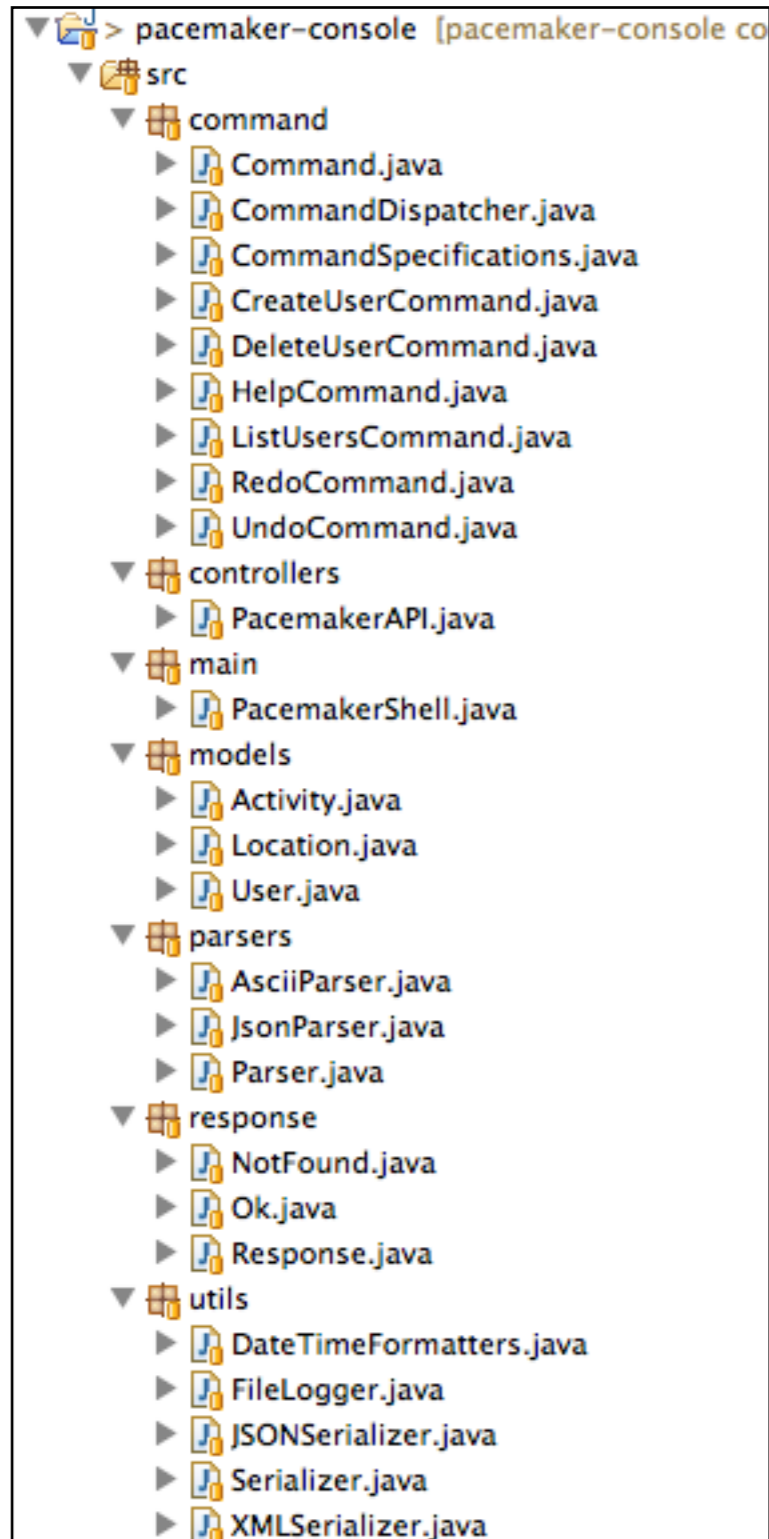 > pacemaker-console [pacemaker-console co
src
command
Command.java
CommandDispatcher.java
CommandSpecifications.java
CreateUserCommand.java
DeleteUserCommand.java
HelpCommand.java
ListUsersCommand.java
RedoCommand.java
UndoCommand.java
controllers
PacemakerAPI.java
main
PacemakerShell.java
models
Activity.java
Location.java
User.java
parsers
AsciiParser.java
JsonParser.java
Parser.java
response
NotFound.java
Ok.java
Response.java
utils
DateTimeFormatters.java
FileLogger.java
JSONSerializer.java
Serializer.java
XMLSerializer.java